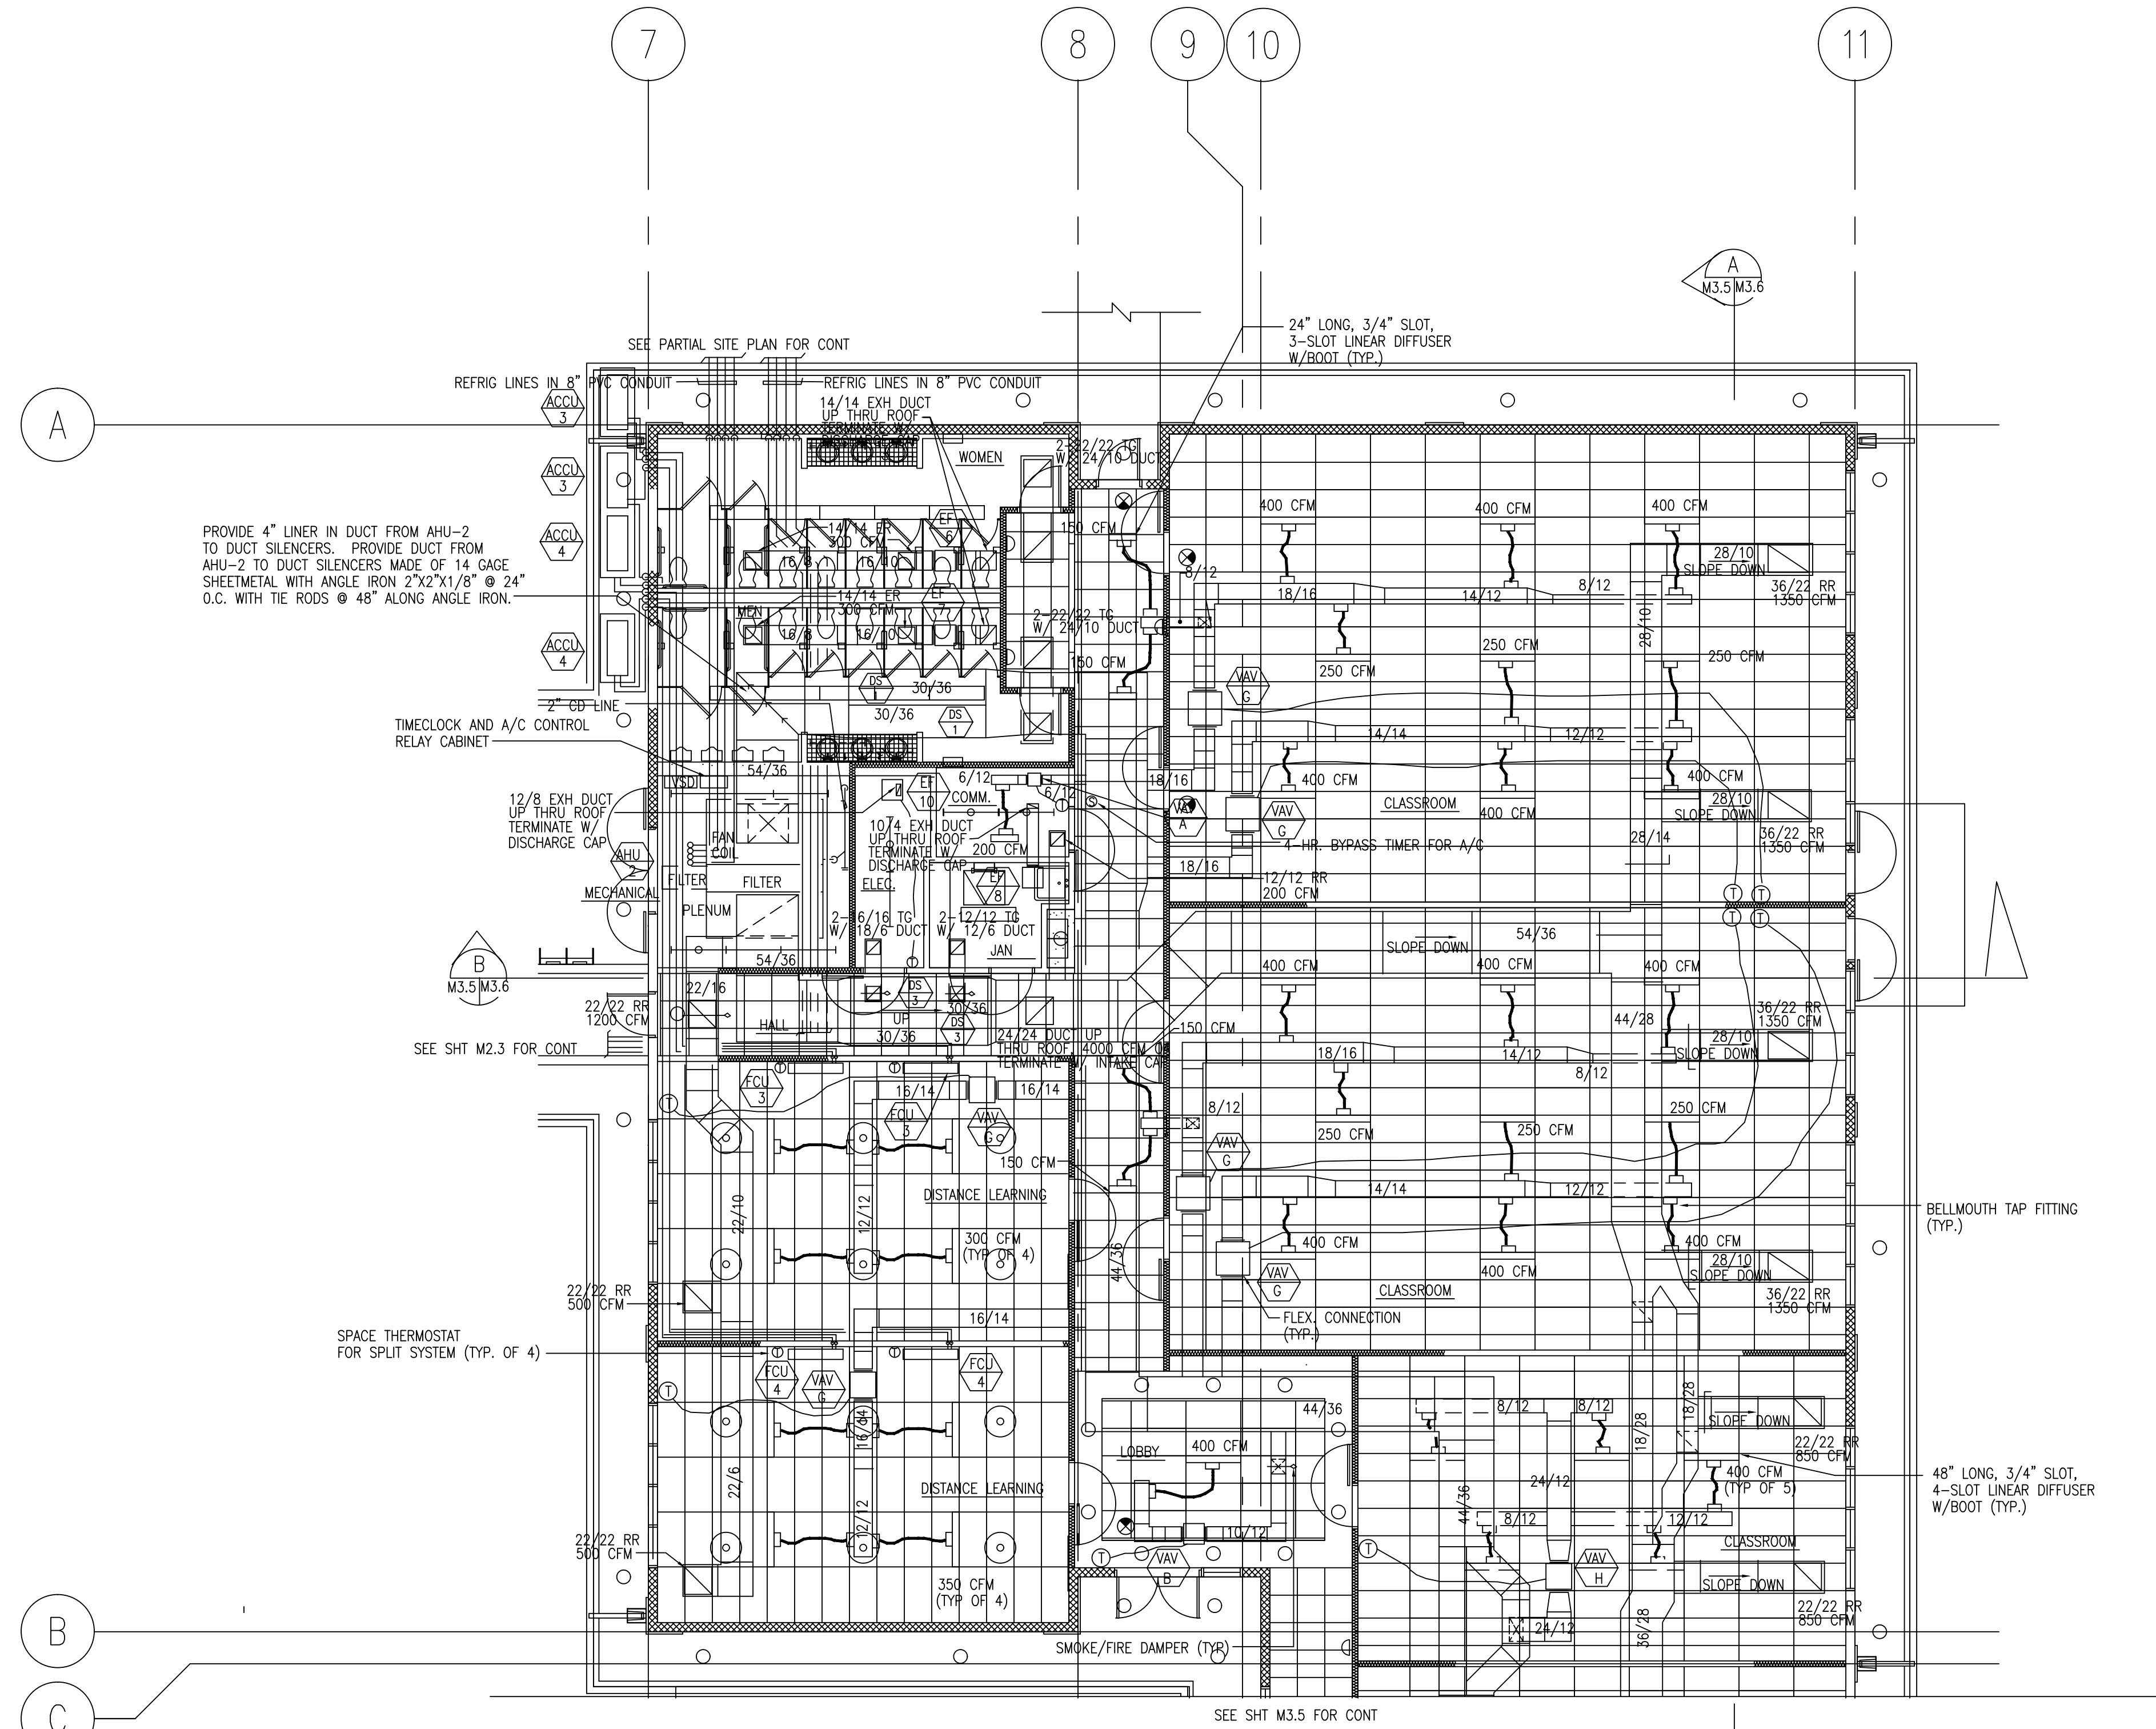 7
8
9
10
11
A
M3.5
M3.6
24" LONG, 3/4" SLOT,
3-SLOT LINEAR DIFFUSER
W/BOOT (TYP.)
SEE PARTIAL SITE PLAN FOR CONT
REFRIG LINES IN 8" PVC CONDUIT
REFRIG LINES IN 8" PVC CONDUIT
A
ACCU
3
14/14 EXH DUCT
UP THRU ROOF
TERMINATE W/
WOMEN
2-22/22 TG
W/ 24/10 DUCT
ACCU
3
PROVIDE 4" LINER IN DUCT FROM AHU-2
TO DUCT SILENCERS. PROVIDE DUCT FROM
AHU-2 TO DUCT SILENCERS MADE OF 14 GAGE
SHEETMETAL WITH ANGLE IRON 2"X2"X1/8" @ 24"
O.C. WITH TIE RODS @ 48" ALONG ANGLE IRON.
ACCU
4
ACCU
4
14/14 ER
300 CFM
EF
6
16/8
16/10
14/14 ER
300 CFM
EF
7
MEN
16/8
16/10
150 CFM
2-22/22 TG
W/ 24/10 DUCT
150 CFM
8/12
400 CFM
400 CFM
400 CFM
28/10
SLOPE DOWN
36/22 RR
1350 CFM
18/16
14/12
8/12
28/10
250 CFM
250 CFM
250 CFM
VAV
G
DS
1
30/36
30/36
DS
1
2" CD LINE
TIMECLOCK AND A/C CONTROL
RELAY CABINET
VSD
54/36
14/14
12/12
400 CFM
400 CFM
400 CFM
CLASSROOM
28/10
SLOPE DOWN
36/22 RR
1350 CFM
28/14
18/16
VAV
A
VAV
G
4-HR. BYPASS TIMER FOR A/C
18/16
12/8 EXH DUCT
UP THRU ROOF
TERMINATE W/
DISCHARGE CAP
EF
10
6/12
COMM.
6/12
S
10/4 EXH DUCT
UP THRU ROOF
TERMINATE W/
DISCHARGE CAP
200 CFM
FAN
COIL
AHU
2
MECHANICAL
FILTER
FILTER
PLENUM
ELEC.
EF
8
12/12 RR
200 CFM
2-16/16 TG
W/ 18/6 DUCT
2-12/12 TG
W/ 12/6 DUCT
JAN
T
T
T
T
T
B
M3.5
M3.6
54/36
22/16
22/22 RR
1200 CFM
HALL
UP
30/36
DS
3
30/36
DS
3
24/24 DUCT UP
THRU ROOF, 4000 CFM OA
TERMINATE W/ INTAKE CAP
150 CFM
SLOPE DOWN
54/36
400 CFM
400 CFM
400 CFM
36/22 RR
1350 CFM
44/28
28/10
SLOPE DOWN
18/16
14/12
8/12
SEE SHT M2.3 FOR CONT
FCU
3
16/14
16/14
FCU
3
VAV
G
T
8/12
VAV
G
250 CFM
250 CFM
250 CFM
150 CFM
DISTANCE LEARNING
22/10
12/12
300 CFM
(TYP OF 4)
44/36
14/14
12/12
BELLMOUTH TAP FITTING
(TYP.)
400 CFM
400 CFM
400 CFM
28/10
SLOPE DOWN
36/22 RR
1350 CFM
VAV
G
CLASSROOM
FLEX. CONNECTION
(TYP.)
22/22 RR
500 CFM
16/14
SPACE THERMOSTAT
FOR SPLIT SYSTEM (TYP. OF 4)
FCU
4
VAV
G
FCU
4
T
16/14
22/6
12/12
DISTANCE LEARNING
LOBBY
400 CFM
44/36
8/12
8/12
18/28
18/28
SLOPE DOWN
22/22 RR
850 CFM
24/12
400 CFM
(TYP OF 5)
44/36
8/12
12/12
48" LONG, 3/4" SLOT,
4-SLOT LINEAR DIFFUSER
W/BOOT (TYP.)
10/12
CLASSROOM
22/22 RR
500 CFM
350 CFM
(TYP OF 4)
T
VAV
B
T
VAV
H
SLOPE DOWN
22/22 RR
850 CFM
24/12
36/28
SMOKE/FIRE DAMPER (TYP)
B
C
SEE SHT M3.5 FOR CONT